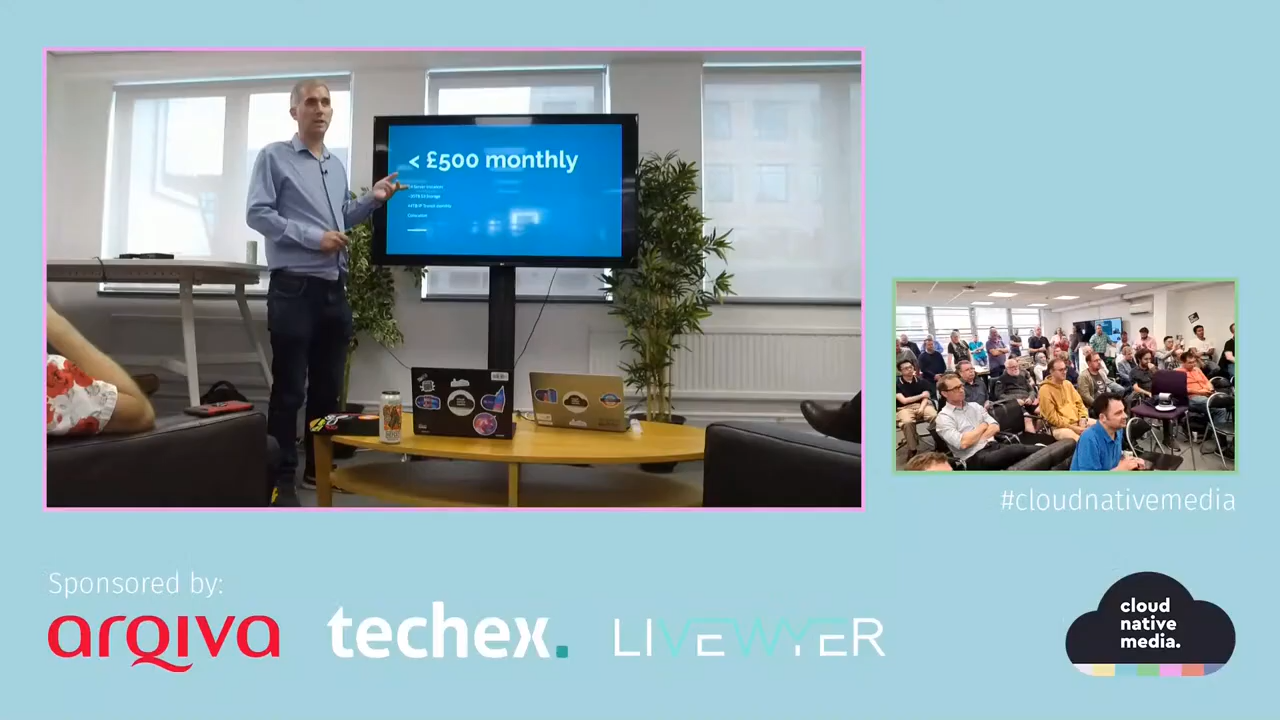 < £500 monthly
#cloudnativemedia
Sponsored by:
arqiva
techex.
LIVEWYER
cloud
native
media.